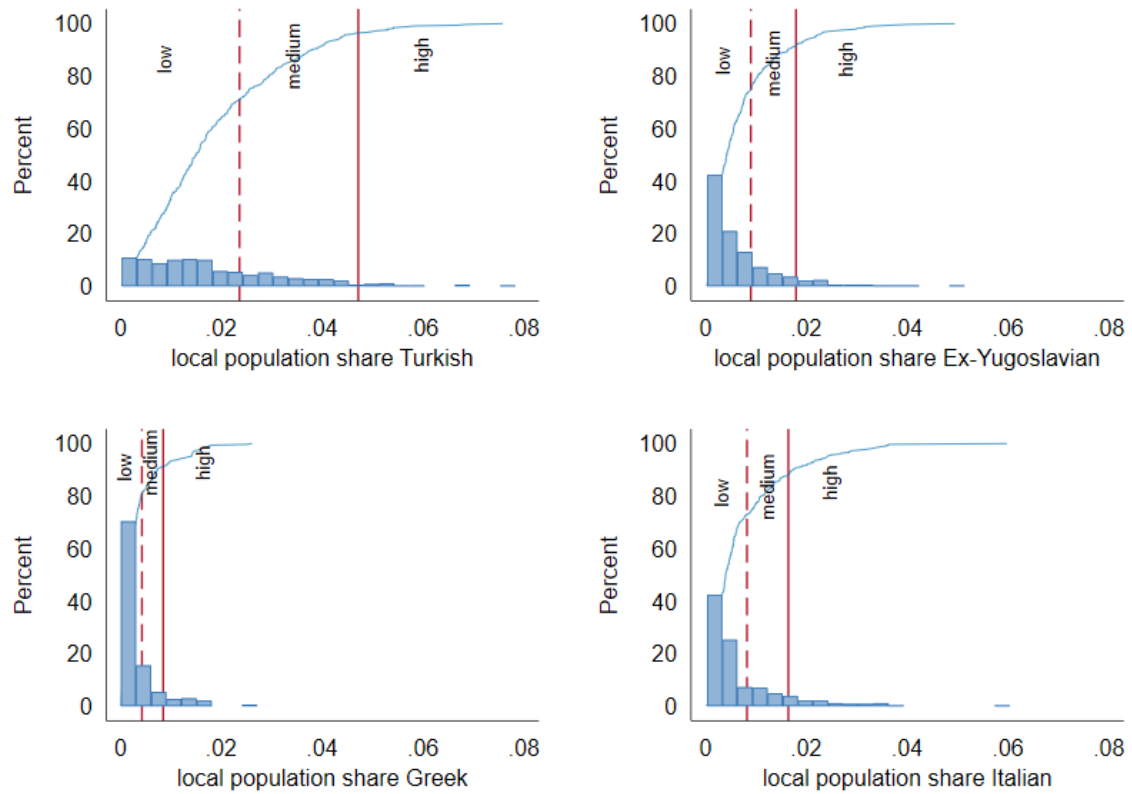 100
80
60
40
20
0
Percent
low
medium
high
0 .02 .04 .06 .08
local population share Turkish
100
80
60
40
20
0
Percent
low
medium
high
0 .02 .04 .06 .08
local population share Ex-Yugoslavian
100
80
60
40
20
0
Percent
low
medium
high
0 .02 .04 .06 .08
local population share Greek
100
80
60
40
20
0
Percent
low
medium
high
0 .02 .04 .06 .08
local population share Italian